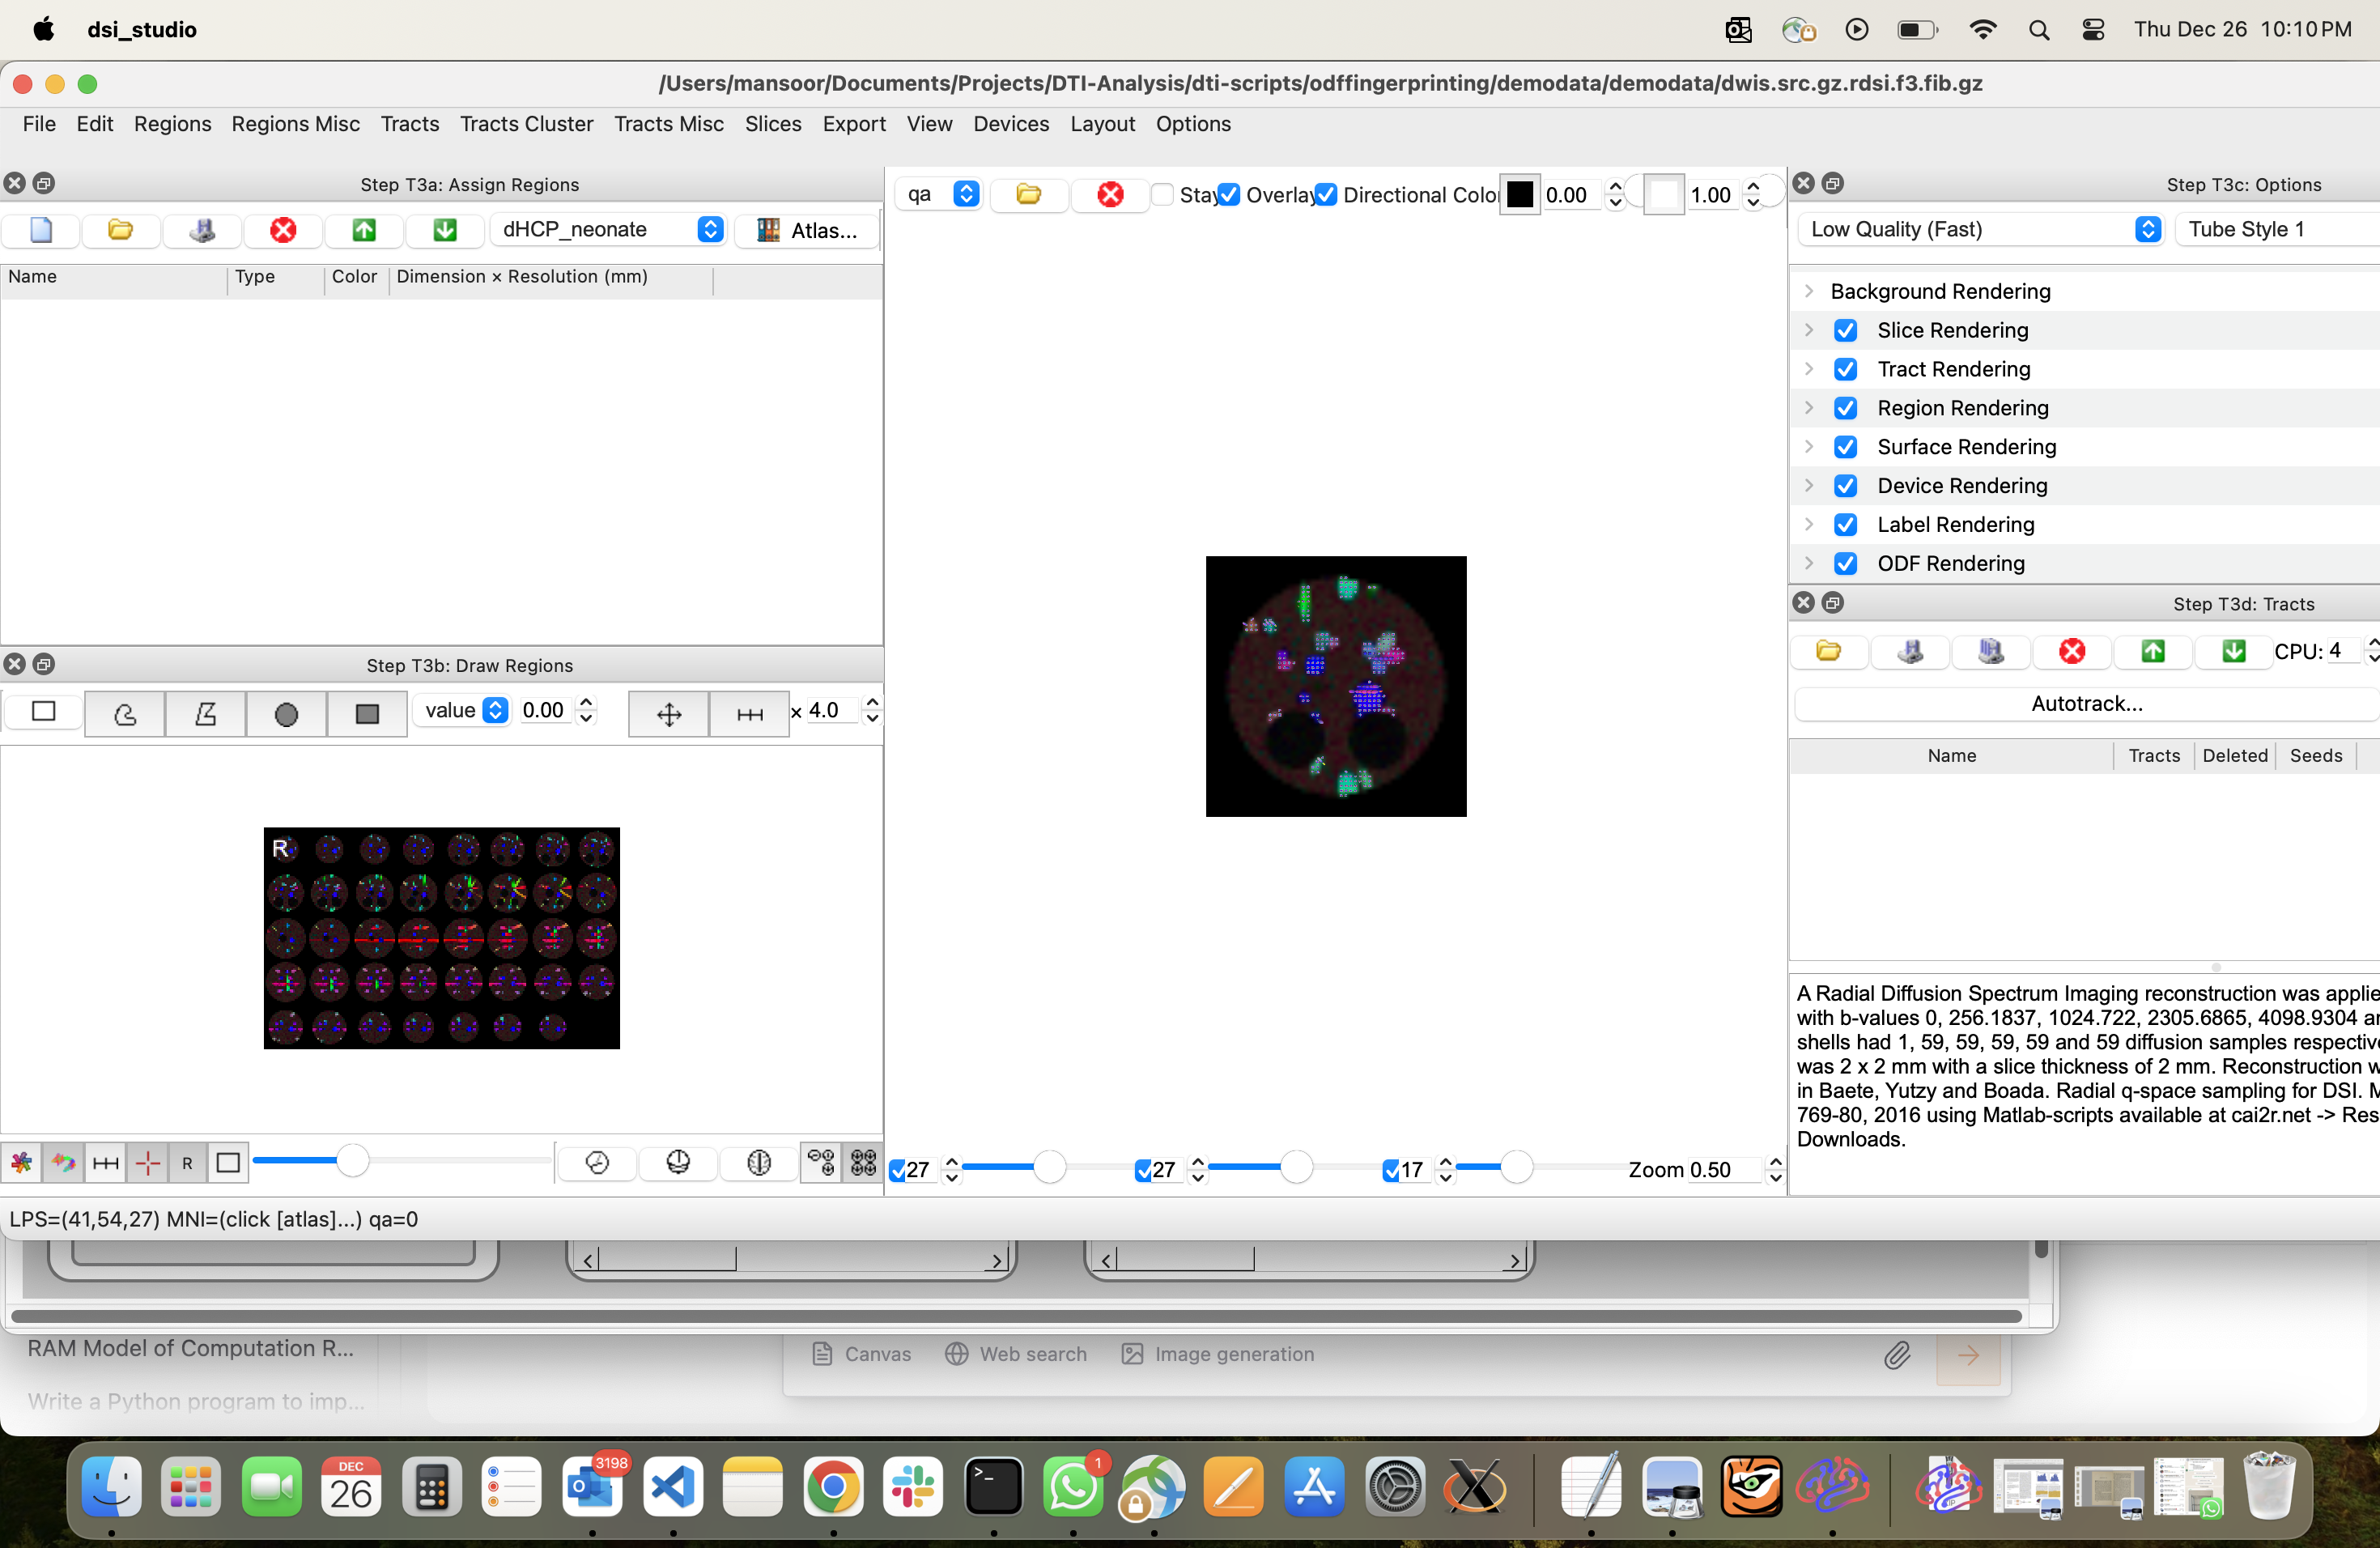 dsi_studio
Thu Dec 26 10:10 PM
/Users/mansoor/Documents/Projects/DTI-Analysis/dti-scripts/odffingerprinting/demodata/demodata/dwis.src.gz.rdsi.f3.fib.gz
File Edit Regions Regions Misc Tracts Tracts Cluster Tracts Misc Slices Export View Devices Layout Options
Step T3a: Assign Regions
dHCP_neonate Atlas...
Name Type Color Dimension × Resolution (mm)
Step T3b: Draw Regions
value 0.00 x 4.0
R
R
LPS=(41,54,27) MNI=(click [atlas]...) qa=0
qa Stay Overlay Directional Color 0.00 1.00
27 27 17 Zoom 0.50
Step T3c: Options
Low Quality (Fast) Tube Style 1
Background Rendering
Slice Rendering
Tract Rendering
Region Rendering
Surface Rendering
Device Rendering
Label Rendering
ODF Rendering
Step T3d: Tracts
CPU: 4
Autotrack...
Name Tracts Deleted Seeds
A Radial Diffusion Spectrum Imaging reconstruction was applie
with b-values 0, 256.1837, 1024.722, 2305.6865, 4098.9304 ar
shells had 1, 59, 59, 59, 59 and 59 diffusion samples respective
was 2 x 2 mm with a slice thickness of 2 mm. Reconstruction w
in Baete, Yutzy and Boada. Radial q-space sampling for DSI. M
769-80, 2016 using Matlab-scripts available at cai2r.net -> Res
Downloads.
RAM Model of Computation R...
Write a Python program to imp...
Canvas Web search Image generation
DEC
26
3198
1